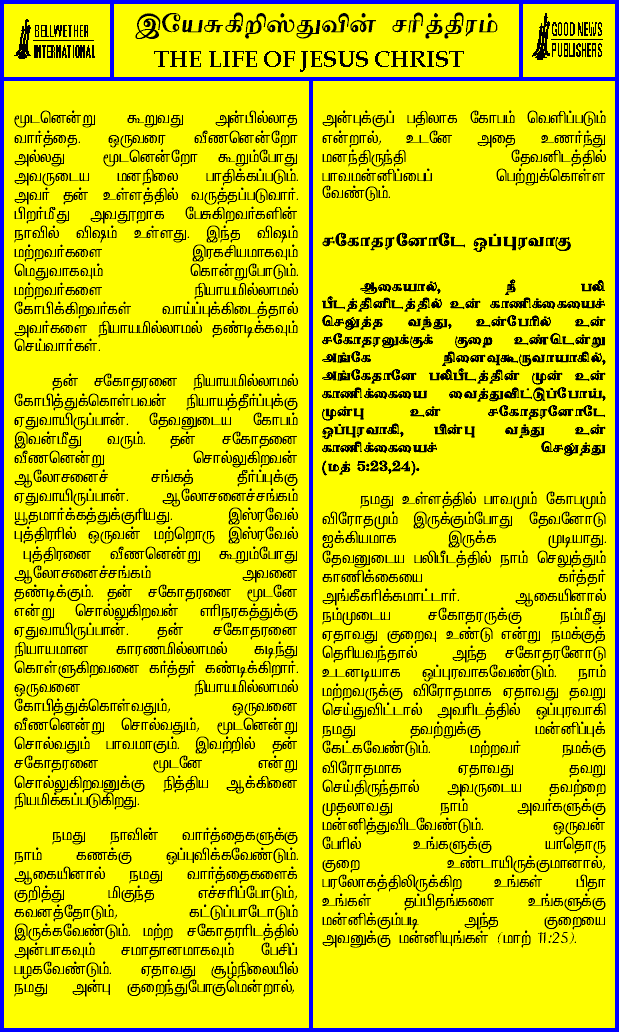 BELLWETHER
INTERNATIONAL
இயேசுகிறிஸ்துவின் சரித்திரம்
THE LIFE OF JESUS CHRIST
GOOD NEWS
PUBLISHERS
மூடனென்று கூறுவது அன்பில்லாத
வார்த்தை. ஒருவரை வீணனென்றோ
அல்லது மூடனென்றோ கூறும்போது
அவருடைய மனநிலை பாதிக்கப்படும்.
அவர் தன் உள்ளத்தில் வருத்தப்படுவார்.
பிறர்மீது அவதூறாக பேசுகிறவர்களின்
நாவில் விஷம் உள்ளது. இந்த விஷம்
மற்றவர்களை இரகசியமாகவும்
மெதுவாகவும் கொன்றுபோடும்.
மற்றவர்களை நியாயமில்லாமல்
கோபிக்கிறவர்கள் வாய்ப்புக்கிடைத்தால்
அவர்களை நியாயமில்லாமல் தண்டிக்கவும்
செய்வார்கள்.
தன் சகோதரனை நியாயமில்லாமல்
கோபித்துக்கொள்பவன் நியாயத்தீர்ப்புக்கு
ஏதுவாயிருப்பான். தேவனுடைய கோபம்
இவன்மீது வரும். தன் சகோதனை
வீணனென்று சொல்லுகிறவன்
ஆலோசனைச் சங்கத் தீர்ப்புக்கு
ஏதுவாயிருப்பான். ஆலோசனைச்சங்கம்
யூதமார்க்கத்துக்குரியது. இஸ்ரவேல்
புத்திரரில் ஒருவன் மற்றொரு இஸ்ரவேல்
புத்திரனை வீணனென்று கூறும்போது
ஆலோசனைச்சங்கம் அவனை
தண்டிக்கும். தன் சகோதரனை மூடனே
என்று சொல்லுகிறவன் எரிநரகத்துக்கு
ஏதுவாயிருப்பான். தன் சகோதரனை
நியாயமான காரணமில்லாமல் கடிந்து
கொள்ளுகிறவனை கர்த்தர் கண்டிக்கிறார்.
ஒருவனை நியாயமில்லாமல்
கோபித்துக்கொள்வதும், ஒருவனை
வீணனென்று சொல்வதும், மூடனென்று
சொல்வதும் பாவமாகும். இவற்றில் தன்
சகோதரனை மூடனே என்று
சொல்லுகிறவனுக்கு நித்திய ஆக்கினை
நியமிக்கப்படுகிறது.
நமது நாவின் வார்த்தைகளுக்கு
நாம் கணக்கு ஒப்புவிக்கவேண்டும்.
ஆகையினால் நமது வார்த்தைகளைக்
குறித்து மிகுந்த எச்சரிப்போடும்,
கவனத்தோடும், கட்டுப்பாடோடும்
இருக்கவேண்டும். மற்ற சகோதரரிடத்தில்
அன்பாகவும் சமாதானமாகவும் பேசிப்
பழகவேண்டும். ஏதாவது சூழ்நிலையில்
நமது அன்பு குறைந்துபோகுமென்றால்,
அன்புக்குப் பதிலாக கோபம் வெளிப்படும்
என்றால், உடனே அதை உணர்ந்து
மனந்திருந்தி தேவனிடத்தில்
பாவமன்னிப்பைப் பெற்றுக்கொள்ள
வேண்டும்.
சகோதரனோடே ஒப்புரவாகு
ஆகையால், நீ பலி
பீடத்தினிடத்தில் உன் காணிக்கையைச்
செலுத்த வந்து, உன்பேரில் உன்
சகோதரனுக்குக் குறை உண்டென்று
அங்கே நினைவுகூருவாயாகில்,
அங்கேதானே பலிபீடத்தின் முன் உன்
காணிக்கையை வைத்துவிட்டுப்போய்,
முன்பு உன் சகோதரனோடே
ஒப்புரவாகி, பின்பு வந்து உன்
காணிக்கையைச் செலுத்து
(மத் 5:23,24).
நமது உள்ளத்தில் பாவமும் கோபமும்
விரோதமும் இருக்கும்போது தேவனோடு
ஐக்கியமாக இருக்க முடியாது.
தேவனுடைய பலிபீடத்தில் நாம் செலுத்தும்
காணிக்கையை கர்த்தர்
அங்கீகரிக்கமாட்டார். ஆகையினால்
நம்முடைய சகோதரருக்கு நம்மீது
ஏதாவது குறைவு உண்டு என்று நமக்குத்
தெரியவந்தால் அந்த சகோதரனோடு
உடனடியாக ஒப்புரவாகவேண்டும். நாம்
மற்றவருக்கு விரோதமாக ஏதாவது தவறு
செய்துவிட்டால் அவரிடத்தில் ஒப்புரவாகி
நமது தவற்றுக்கு மன்னிப்புக்
கேட்கவேண்டும். மற்றவர் நமக்கு
விரோதமாக ஏதாவது தவறு
செய்திருந்தால் அவருடைய தவற்றை
முதலாவது நாம் அவர்களுக்கு
மன்னித்துவிடவேண்டும். ஒருவன்
பேரில் உங்களுக்கு யாதொரு
குறை உண்டாயிருக்குமானால்,
பரலோகத்திலிருக்கிற உங்கள் பிதா
உங்கள் தப்பிதங்களை உங்களுக்கு
மன்னிக்கும்படி அந்த குறையை
அவனுக்கு மன்னியுங்கள் (மாற் 11:25).